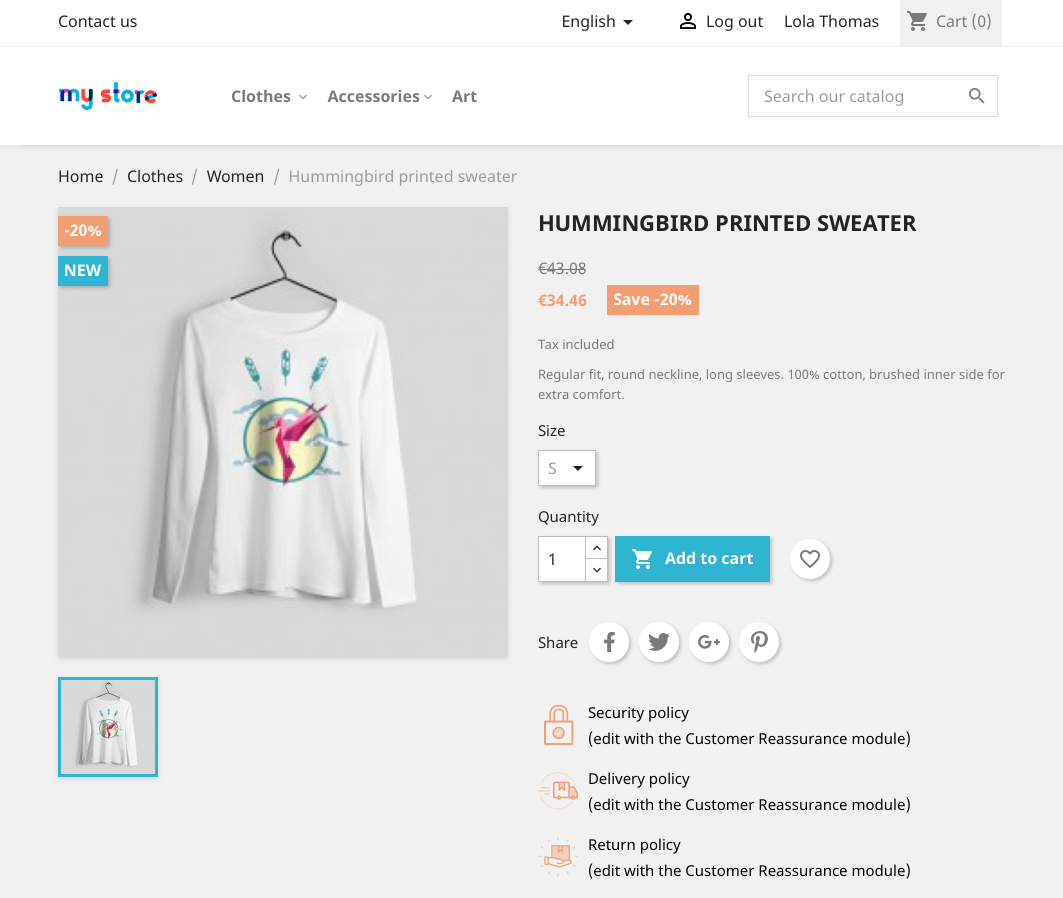 Contact us
English
Log out
Lola Thomas
Cart (0)
my store
Clothes
Accessories
Art
Search our catalog
Home / Clothes / Women / Hummingbird printed sweater
-20%
NEW
HUMMINGBIRD PRINTED SWEATER
€43.08
€34.46
Save -20%
Tax included
Regular fit, round neckline, long sleeves. 100% cotton, brushed inner side for
extra comfort.
Size
S
Quantity
1
Add to cart
Share
G+
Security policy
(edit with the Customer Reassurance module)
Delivery policy
(edit with the Customer Reassurance module)
Return policy
(edit with the Customer Reassurance module)